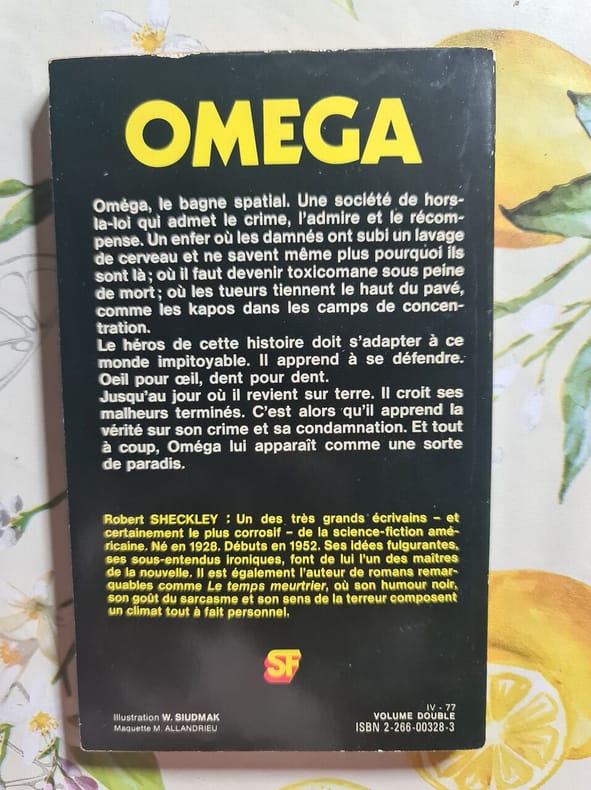 OMEGA
Oméga, le bagne spatial. Une société de hors-
la-loi qui admet le crime, l'admire et le récom-
pense. Un enfer où les damnés ont subi un lavage
de cerveau et ne savent même plus pourquoi ils
sont là ; où il faut devenir toxicomane sous peine
de mort ; où les tueurs tiennent le haut du pavé,
comme les kapos dans les camps de concen-
tration.
Le héros de cette histoire doit s'adapter à ce
monde impitoyable. Il apprend à se défendre.
Oeil pour œil, dent pour dent.
Jusqu'au jour où il revient sur terre. Il croit ses
malheurs terminés. C'est alors qu'il apprend la
vérité sur son crime et sa condamnation. Et tout
à coup, Oméga lui apparaît comme une sorte
de paradis.
Robert SHECKLEY : Un des très grands écrivains – et
certainement le plus corrosif – de la science-fiction amé-
ricaine. Né en 1928. Débuts en 1952. Ses idées fulgurantes,
ses sous-entendus ironiques, font de lui l'un des maîtres
de la nouvelle. Il est également l'auteur de romans remar-
quables comme Le temps meurtrier, où son humour noir,
son goût du sarcasme et son sens de la terreur composent
un climat tout à fait personnel.
SF
Illustration W. SIUDMAK
Maquette M. ALLANDRIEU
IV - 77
VOLUME DOUBLE
ISBN 2-266-00328-3